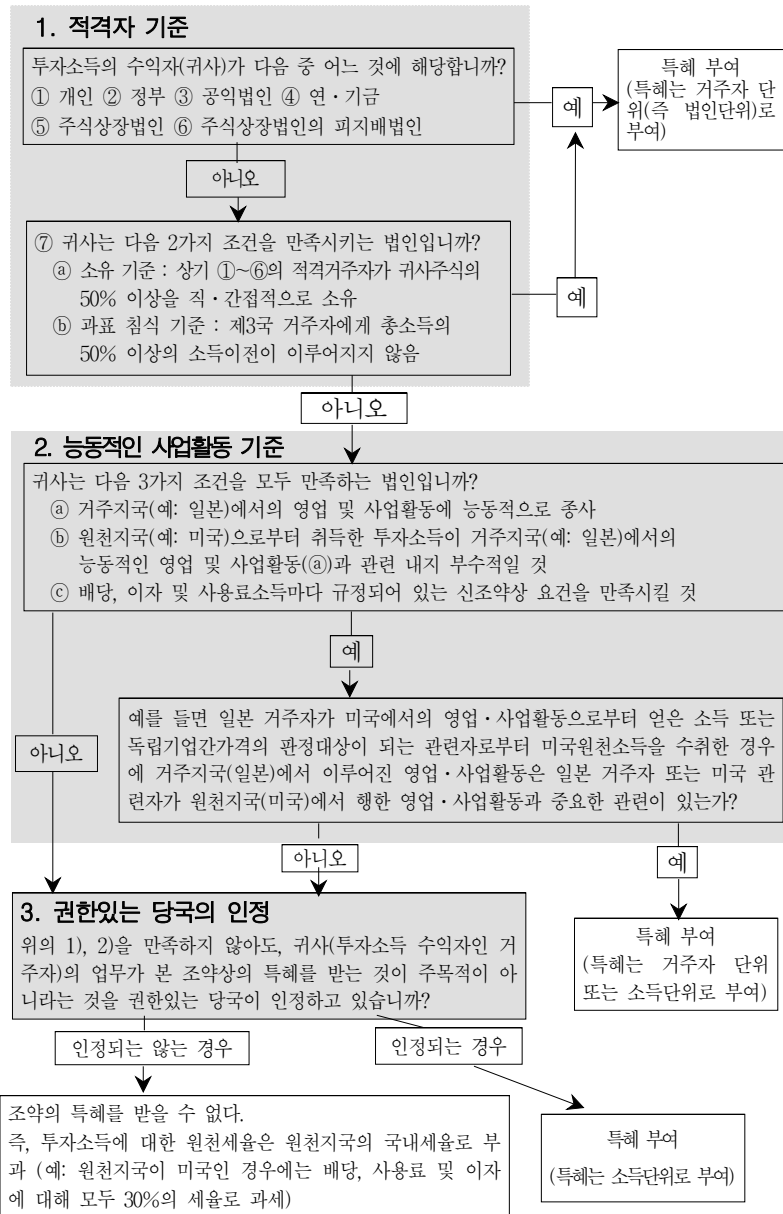 1. 적격자 기준
투자소득의 수익자(귀사)가 다음 중 어느 것에 해당합니까?
① 개인 ② 정부 ③ 공익법인 ④ 연・기금
⑤ 주식상장법인 ⑥ 주식상장법인의 피지배법인
예
특혜 부여
(특혜는 거주자 단
위(즉 법인단위)로
부여)
아니오
⑦ 귀사는 다음 2가지 조건을 만족시키는 법인입니까?
ⓐ 소유 기준 : 상기 ①~⑥의 적격거주자가 귀사주식의
50% 이상을 직・간접적으로 소유
ⓑ 과표 침식 기준 : 제3국 거주자에게 총소득의
50% 이상의 소득이전이 이루어지지 않음
예
아니오
2. 능동적인 사업활동 기준
귀사는 다음 3가지 조건을 모두 만족하는 법인입니까?
ⓐ 거주지국(예: 일본)에서의 영업 및 사업활동에 능동적으로 종사
ⓑ 원천지국(예: 미국)으로부터 취득한 투자소득이 거주지국(예: 일본)에서의
능동적인 영업 및 사업활동(ⓐ)과 관련 내지 부수적일 것
ⓒ 배당, 이자 및 사용료소득마다 규정되어 있는 신조약상 요건을 만족시킬 것
예
예를 들면 일본 거주자가 미국에서의 영업・사업활동으로부터 얻은 소득 또는
독립기업간가격의 판정대상이 되는 관련자로부터 미국원천소득을 수취한 경우
에 거주지국(일본)에서 이루어진 영업・사업활동은 일본 거주자 또는 미국 관
련자가 원천지국(미국)에서 행한 영업・사업활동과 중요한 관련이 있는가?
아니오
아니오
예
3. 권한있는 당국의 인정
위의 1), 2)을 만족하지 않아도, 귀사(투자소득 수익자인 거
주자)의 업무가 본 조약상의 특혜를 받는 것이 주목적이 아
니라는 것을 권한있는 당국이 인정하고 있습니까?
특혜 부여
(특혜는 거주자 단위
또는 소득단위로 부여)
인정되는 않는 경우
인정되는 경우
조약의 특혜를 받을 수 없다.
즉, 투자소득에 대한 원천세율은 원천지국의 국내세율로 부
과 (예: 원천지국이 미국인 경우에는 배당, 사용료 및 이자
에 대해 모두 30%의 세율로 과세)
특혜 부여
(특혜는 소득단위로 부여)